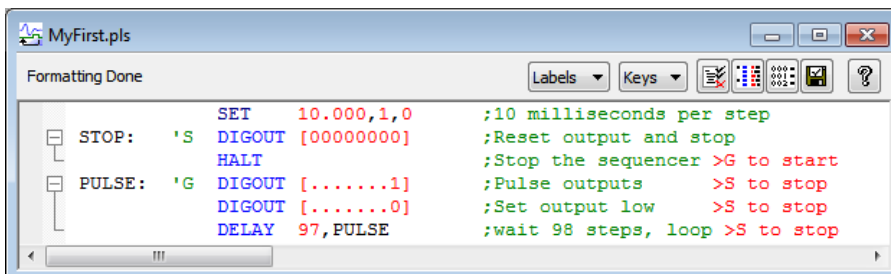 MyFirst.pls
Formatting Done Labels Keys
SET 10.000,1,0 ;10 milliseconds per step
STOP: 'S DIGOUT [00000000] ;Reset output and stop
HALT ;Stop the sequencer >G to start
PULSE: 'G DIGOUT [.......1] ;Pulse outputs >S to stop
DIGOUT [.......0] ;Set output low >S to stop
DELAY 97,PULSE ;wait 98 steps, loop >S to stop